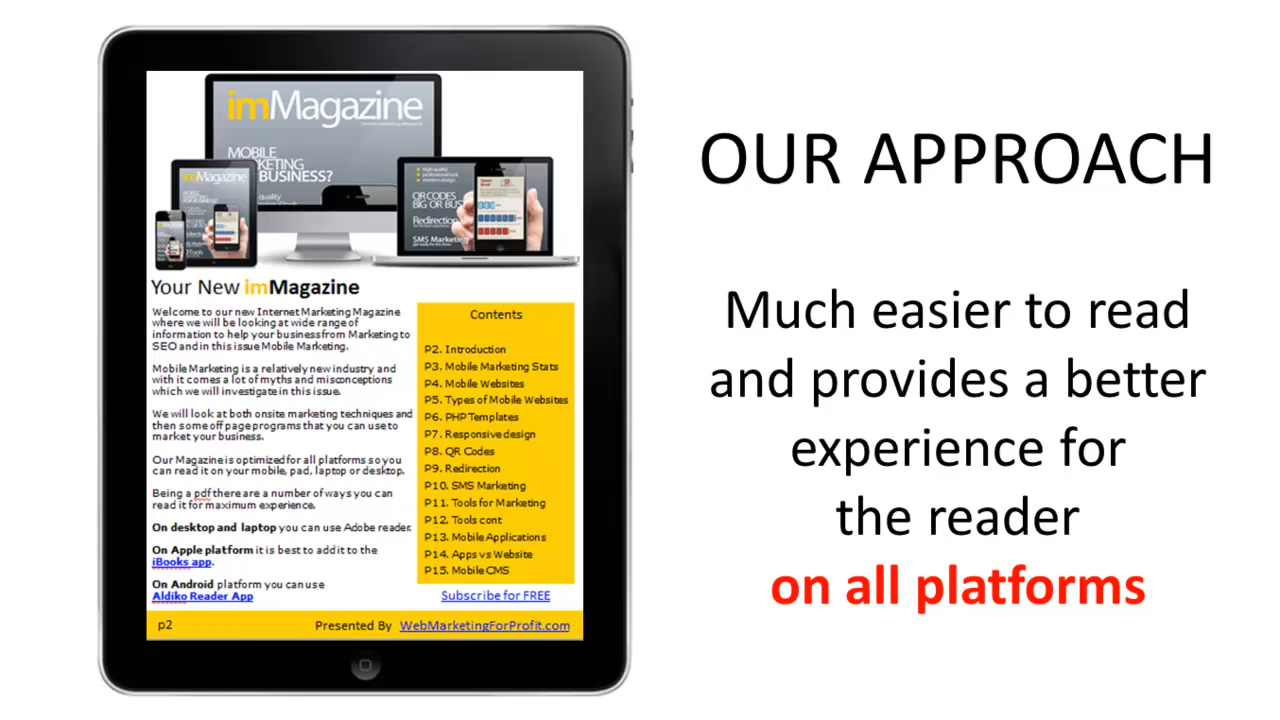 imMagazine
MOBILE
MARKETING
BUSINESS?
imMagazine
QR CODES
BIG OR BUS
Redirection
SMS Marketing
Your New imMagazine
Welcome to our new Internet Marketing Magazine
where we will be looking at wide range of
information to help your businessfrom Marketing to
SEO and in this issue Mobile Marketing.
Mobile Marketing is a relatively new industry and
with it comes a lot of myths and misconceptions
which we will investigate in this issue.
We will look at both onsite marketing techniques and
then some off page programs that you can use to
market your business.
Our Magazine is optimized for all platforms so you
can read it on your mobile, pad, laptop or desktop.
Being a pdf there are a number of ways you can
read it for maximum experience.
On desktop and laptop you can use Adobe reader.
On Apple platform it is best to add it to the
iBooks app.
On Android platform you can use
Aldiko Reader App
Contents
P2. Introduction
P3. Mobile Marketing Stats
P4. Mobile Websites
P5. Types of Mobile Websites
P6. PHP Templates
P7. Responsive design
P8. QR Codes
P9. Redirection
P10. SMS Marketing
P11. Tools for Marketing
P12. Tools cont
P13. Mobile Applications
P14. Apps vs Website
P15. Mobile CMS
Subscribe for FREE
p2 Presented By WebMarketingForProfit.com
OUR APPROACH
Much easier to read
and provides a better
experience for
the reader
on all platforms